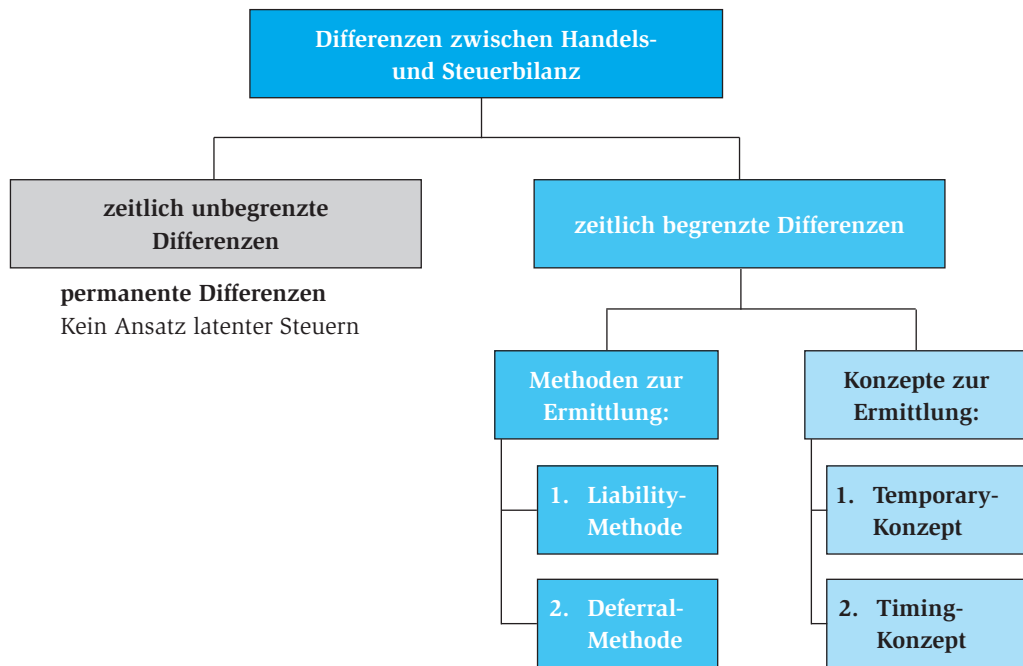 Differenzen zwischen Handels-
und Steuerbilanz
zeitlich unbegrenzte
Differenzen
zeitlich begrenzte Differenzen
permanente Differenzen
Kein Ansatz latenter Steuern
Methoden zur
Ermittlung:
Konzepte zur
Ermittlung:
1. Liability-
Methode
1. Temporary-
Konzept
2. Deferral-
Methode
2. Timing-
Konzept